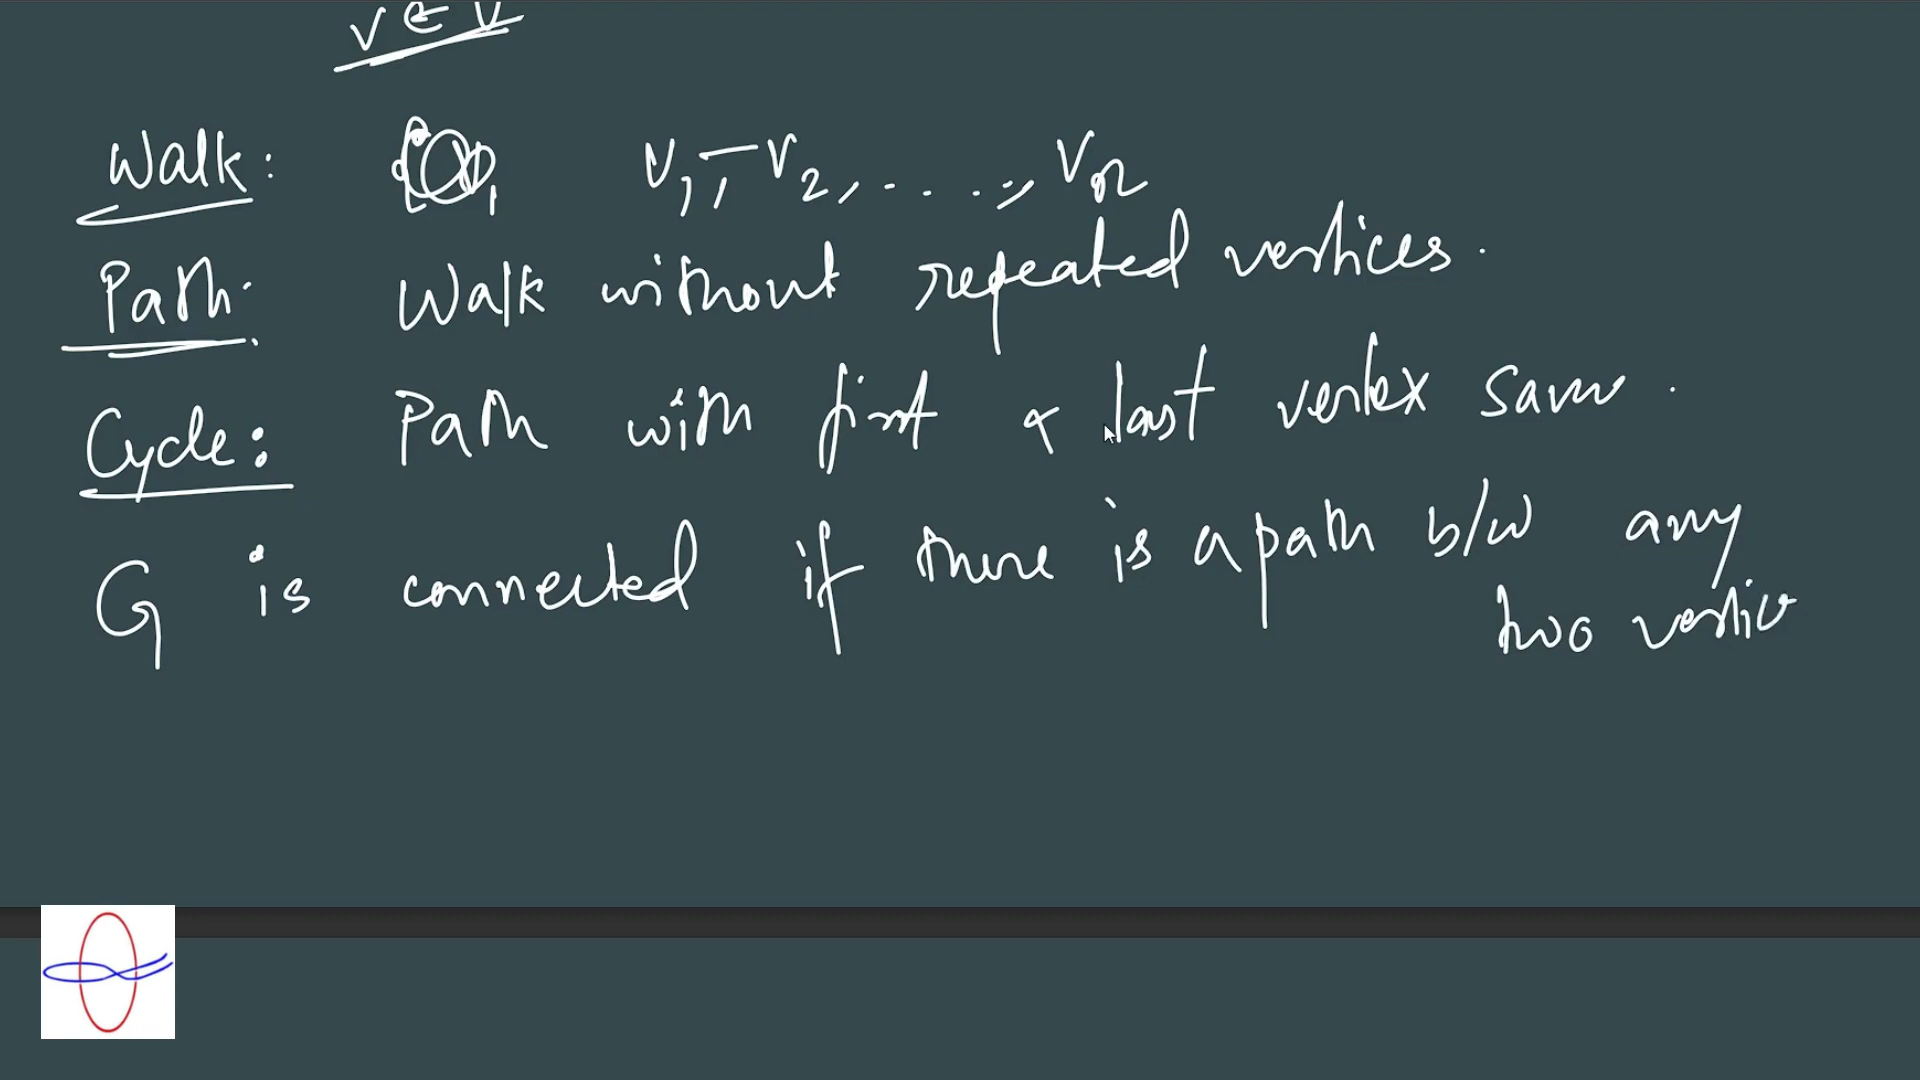 v ∈ V
Walk: v₁, v₂, ....., vₙ
Path: Walk without repeated vertices.
Cycle: Path with first & last vertex same.
G is connected if there is a path b/w any
two vertices